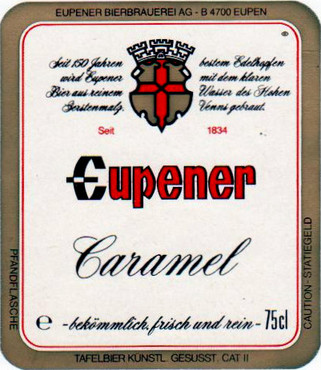 EUPENER BIERBRAUEREI AG - B 4700 EUPEN
®
Seit 150 Jahren
wird Eupener
Bier aus reinem
Gerstenmalz,
bestem Edelhopfen
mit dem klaren
Wasser des Hohen
Venns gebraut.
Seit 1834
Eupener
Caramel
e -bekömmlich, frisch und rein- 75cl
PFANDFLASCHE
CAUTION - STATIEGELD
TAFELBIER KÜNSTL. GESÜSST. CAT II